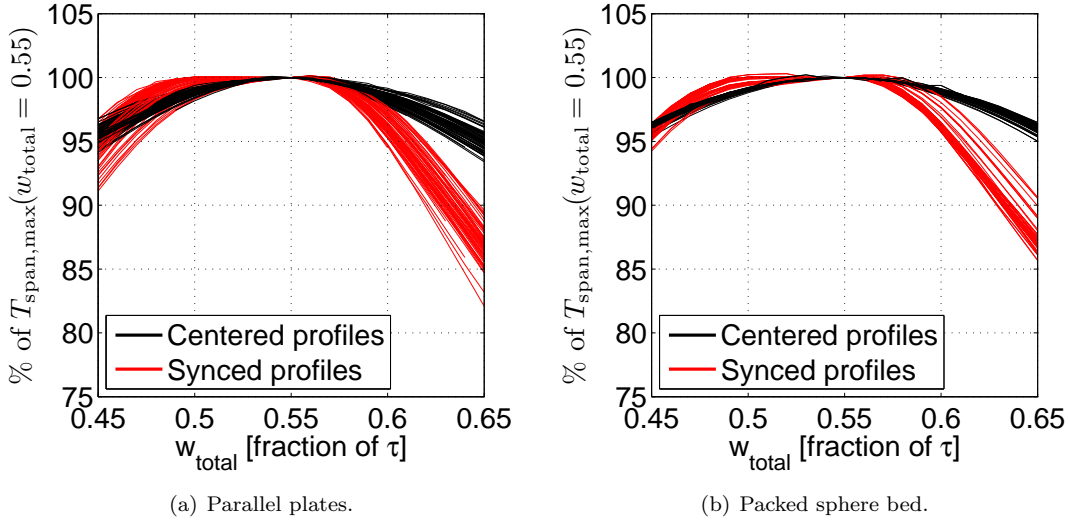 % of T_span,max(w_total = 0.55)
105
100
95
90
85
80
75
Centered profiles
Synced profiles
0.45 0.5 0.55 0.6 0.65
w_total [fraction of τ]
(a) Parallel plates.
% of T_span,max(w_total = 0.55)
105
100
95
90
85
80
75
Centered profiles
Synced profiles
0.45 0.5 0.55 0.6 0.65
w_total [fraction of τ]
(b) Packed sphere bed.